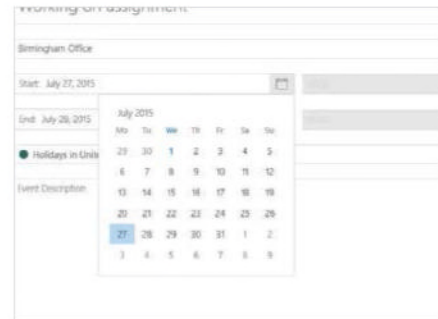 Working on assignment
Birmingham Office
Start: July 27, 2015
End: July 28, 2015
July 2015
Mo Tu We Th Fr Sa Su
29 30 1 2 3 4 5
6 7 8 9 10 11 12
13 14 15 16 17 18 19
20 21 22 23 24 25 26
27 28 29 30 31 1 2
3 4 5 6 7 8 9
Holidays in Unite
Event Description